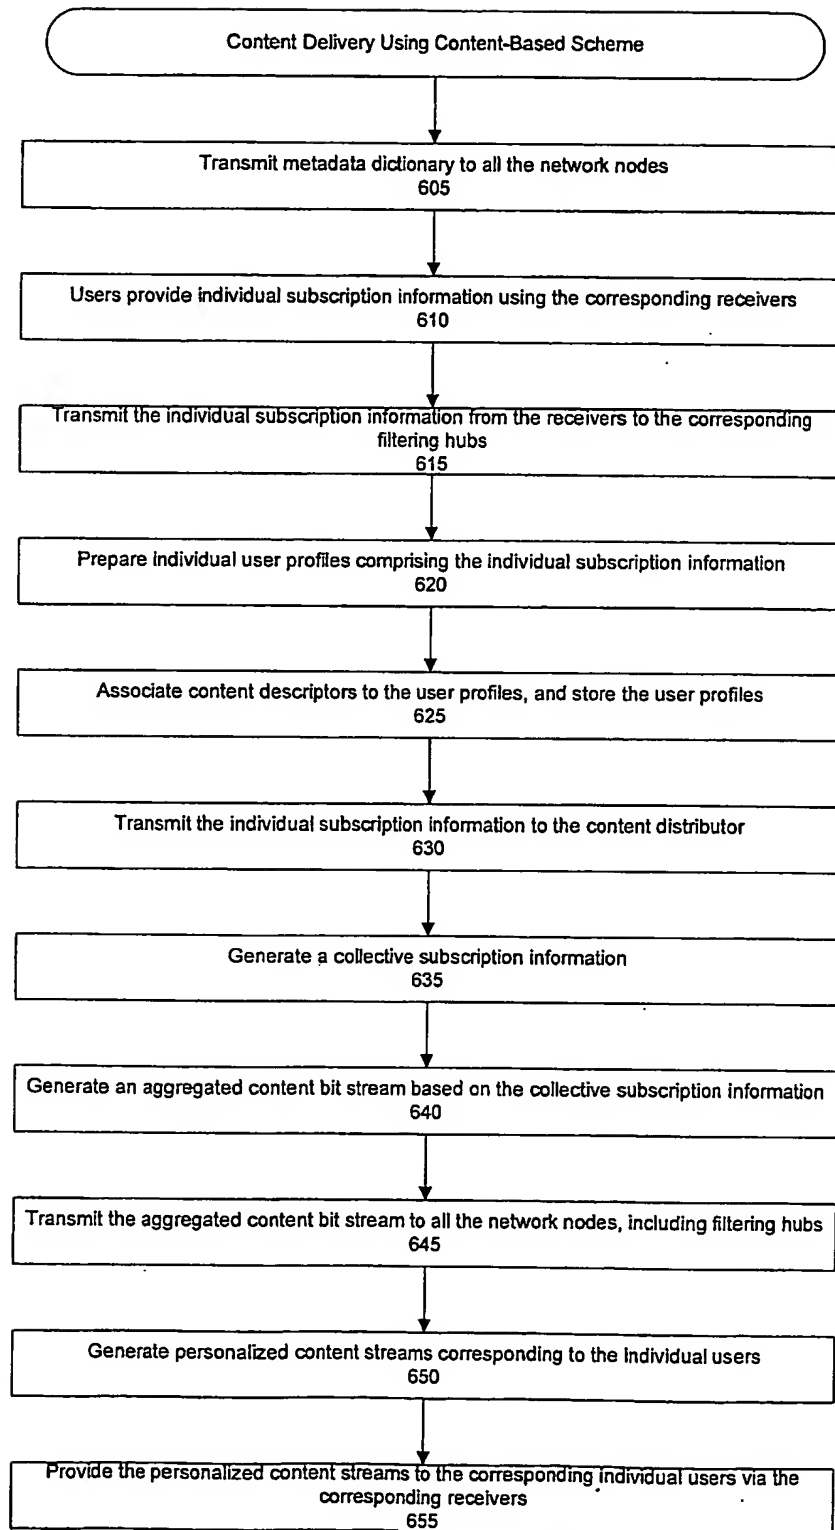 Content Delivery Using Content-Based Scheme
Transmit metadata dictionary to all the network nodes
605
Users provide individual subscription information using the corresponding receivers
610
Transmit the individual subscription information from the receivers to the corresponding
filtering hubs
615
Prepare individual user profiles comprising the individual subscription information
620
Associate content descriptors to the user profiles, and store the user profiles
625
Transmit the individual subscription information to the content distributor
630
Generate a collective subscription information
635
Generate an aggregated content bit stream based on the collective subscription information
640
Transmit the aggregated content bit stream to all the network nodes, including filtering hubs
645
Generate personalized content streams corresponding to the individual users
650
Provide the personalized content streams to the corresponding individual users via the
corresponding receivers
655